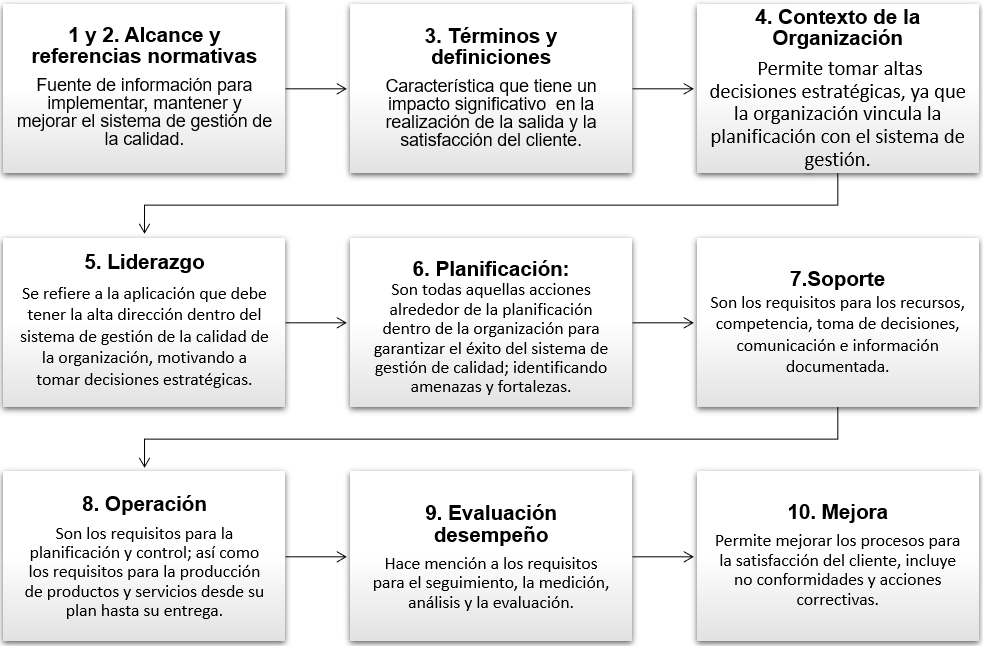 1 y 2. Alcance y
referencias normativas
Fuente de información para
implementar, mantener y
mejorar el sistema de gestión de
la calidad.
3. Términos y
definiciones
Característica que tiene un
impacto significativo en la
realización de la salida y la
satisfacción del cliente.
4. Contexto de la
Organización
Permite tomar altas
decisiones estratégicas, ya que
la organización vincula la
planificación con el sistema de
gestión.
5. Liderazgo
Se refiere a la aplicación que debe
tener la alta dirección dentro del
sistema de gestión de la calidad de
la organización, motivando a
tomar decisiones estratégicas.
6. Planificación:
Son todas aquellas acciones
alrededor de la planificación
dentro de la organización para
garantizar el éxito del sistema de
gestión de calidad; identificando
amenazas y fortalezas.
7.Soporte
Son los requisitos para los recursos,
competencia, toma de decisiones,
comunicación e información
documentada.
8. Operación
Son los requisitos para la
planificación y control; así como
los requisitos para la producción
de productos y servicios desde su
plan hasta su entrega.
9. Evaluación
desempeño
Hace mención a los requisitos
para el seguimiento, la medición,
análisis y la evaluación.
10. Mejora
Permite mejorar los procesos para
la satisfacción del cliente, incluye
no conformidades y acciones
correctivas.